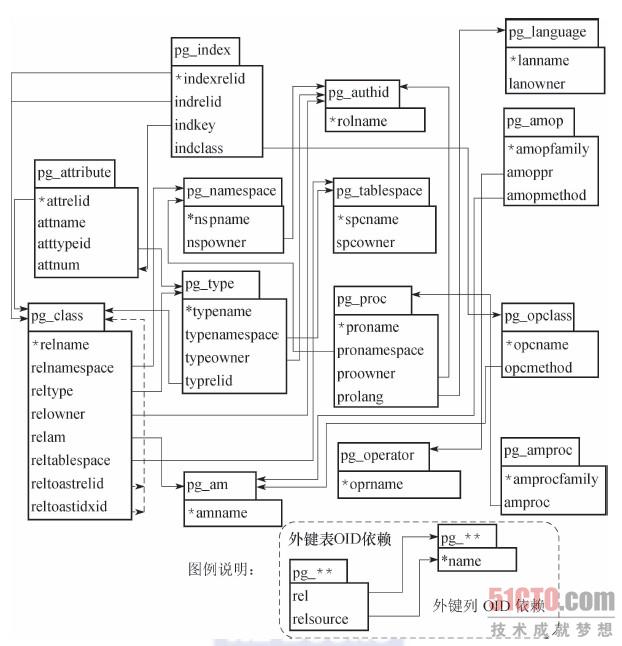 pg_index
*indexrelid
indrelid
indkey
indclass
pg_authid
*rolname
pg_language
*lanname
lanowner
pg_amop
*amopfamily
amoppr
amopmethod
pg_attribute
*attrelid
attname
atttypeid
attnum
pg_namespace
*nspname
nspowner
pg_tablespace
*spcname
spcowner
pg_type
*typename
typenamespace
typeowner
typrelid
pg_proc
*proname
pronamespace
proowner
prolang
pg_opclass
*opcname
opcmethod
pg_class
*relname
relnamespace
reltype
relowner
relam
reltablespace
reltoastrelid
reltoastidxid
pg_am
*amname
pg_operator
*oprname
pg_amproc
*amprocfamily
amproc
图例说明：
外键表OID依赖
pg_**
rel
relsource
pg_**
*name
外键列 OID 依赖
51CTO.com
技术成就梦想